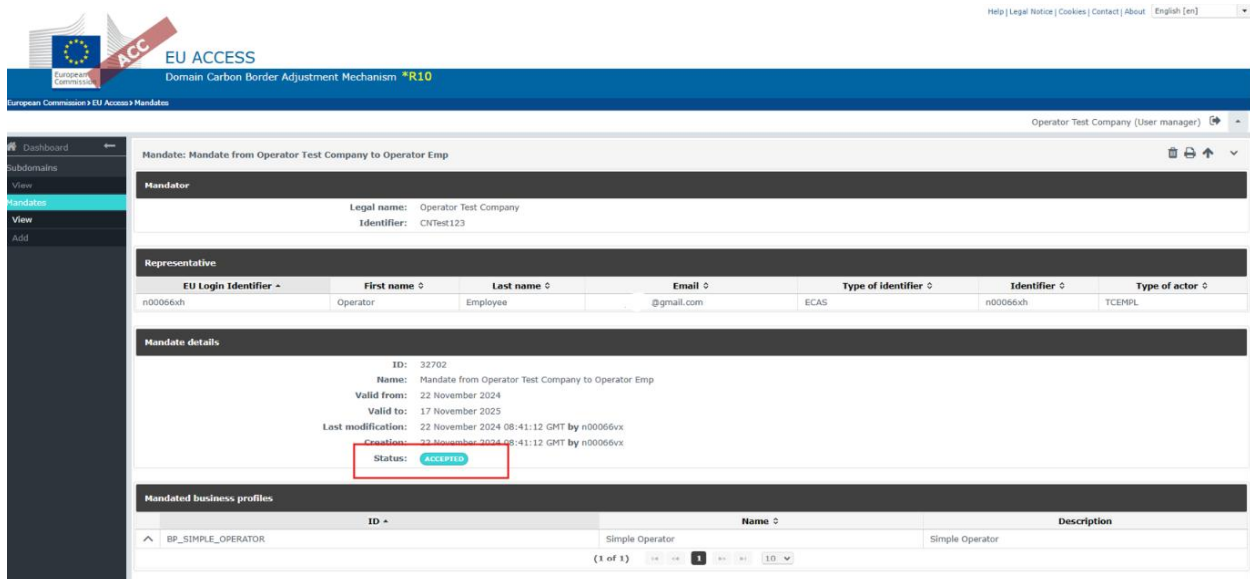 Help | Legal Notice | Cookies | Contact | About English [en]
ACC
European Commission
EU ACCESS
Domain Carbon Border Adjustment Mechanism *R10
European Commission > EU Access > Mandates
Operator Test Company (User manager)
Dashboard
Subdomains
View
Mandates
View
Add
Mandate: Mandate from Operator Test Company to Operator Emp
Mandator
Legal name: Operator Test Company
Identifier: CNTest123
Representative
EU Login Identifier First name Last name Email Type of identifier Identifier Type of actor
n00066xh Operator Employee @gmail.com ECAS n00066xh TCEMPL
Mandate details
ID: 32702
Name: Mandate from Operator Test Company to Operator Emp
Valid from: 22 November 2024
Valid to: 17 November 2025
Last modification: 22 November 2024 08:41:12 GMT by n00066vx
Creation: 22 November 2024 08:41:12 GMT by n00066vx
Status: ACCEPTED
Mandated business profiles
ID Name Description
BP_SIMPLE_OPERATOR Simple Operator Simple Operator
(1 of 1) 1 10